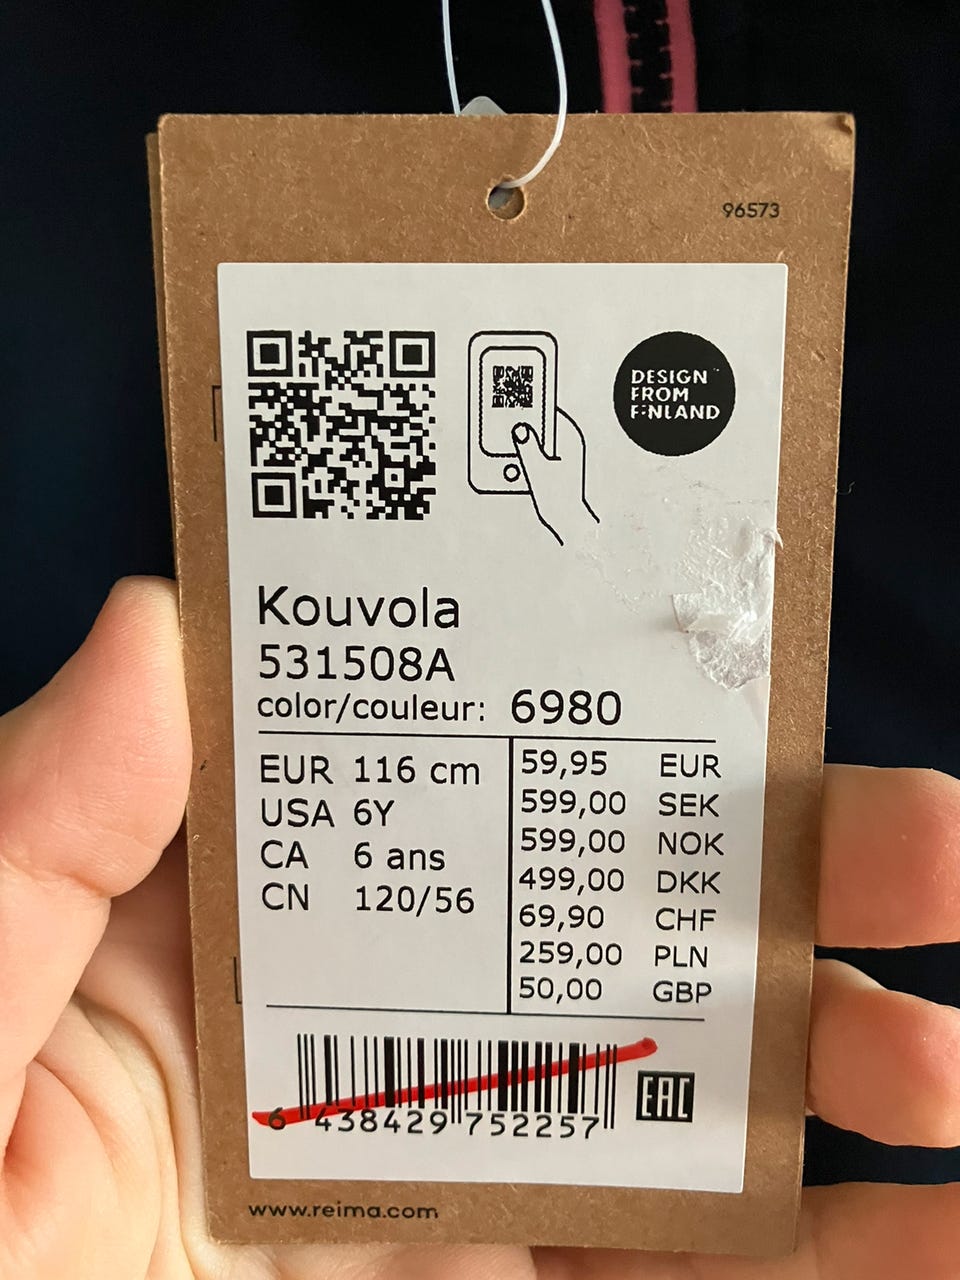 96573
DESIGN
FROM
FINLAND
Kouvola
531508A
color/couleur: 6980
EUR 116 cm
USA 6Y
CA 6 ans
CN 120/56
59,95 EUR
599,00 SEK
599,00 NOK
499,00 DKK
69,90 CHF
259,00 PLN
50,00 GBP
6 438429 752257
EAC
www.reima.com